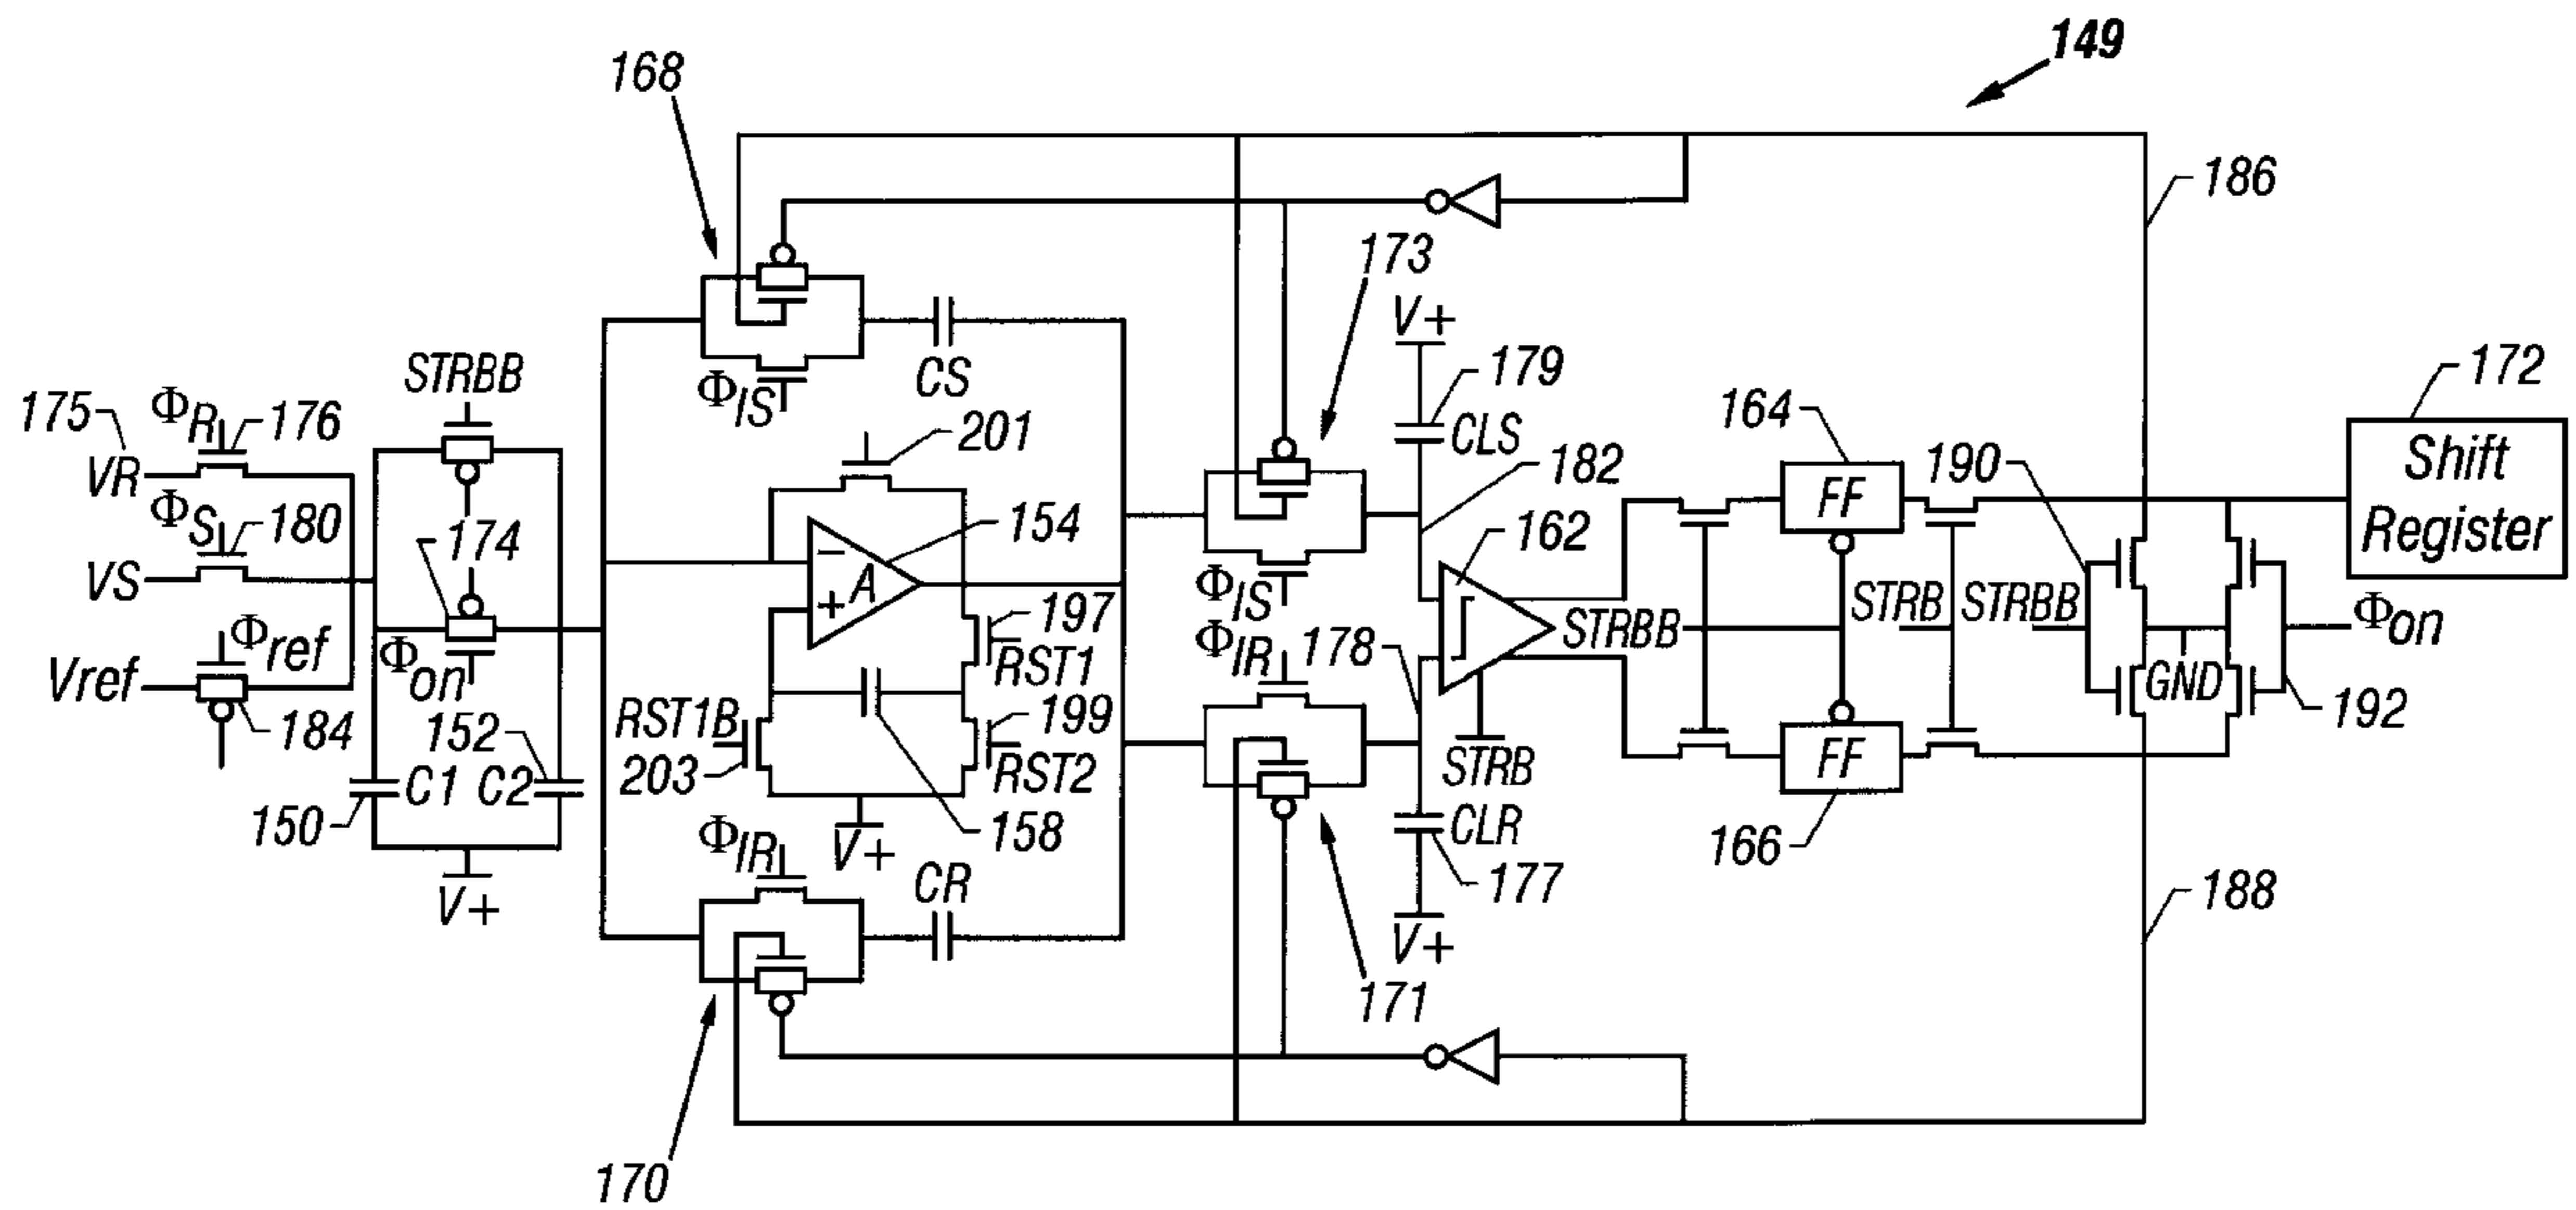 149
168
186
173
V+
179
CLS
172
Shift
Register
164
190
182
CS
ΦIS
STRBB
175
VR
ΦR
176
201
VS
ΦS
180
174
154
A
−
+
162
FF
Vref
Φref
184
Φon
197
RST1
ΦIS
ΦIR
178
STRBB
STRB
STRBB
GND
Φon
192
152
C1
C2
150
V+
RST1B
203
199
RST2
V+
158
STRB
CLR
177
V+
FF
166
ΦIR
CR
188
171
170